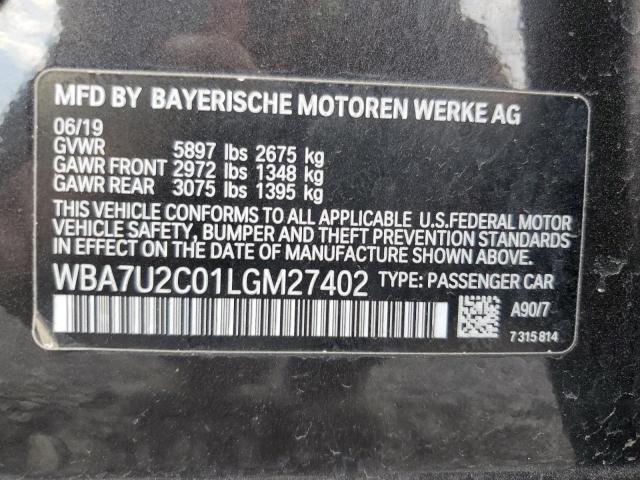 MFD BY BAYERISCHE MOTOREN WERKE AG
06/19
GVWR 5897 lbs 2675 kg
GAWR FRONT 2972 lbs 1348 kg
GAWR REAR 3075 lbs 1395 kg
THIS VEHICLE CONFORMS TO ALL APPLICABLE U.S.FEDERAL MOTOR
VEHICLE SAFETY, BUMPER AND THEFT PREVENTION STANDARDS
IN EFFECT ON THE DATE OF MANUFACTURE SHOWN ABOVE.
WBA7U2C01LGM27402 TYPE: PASSENGER CAR
A90/7
7 315 814